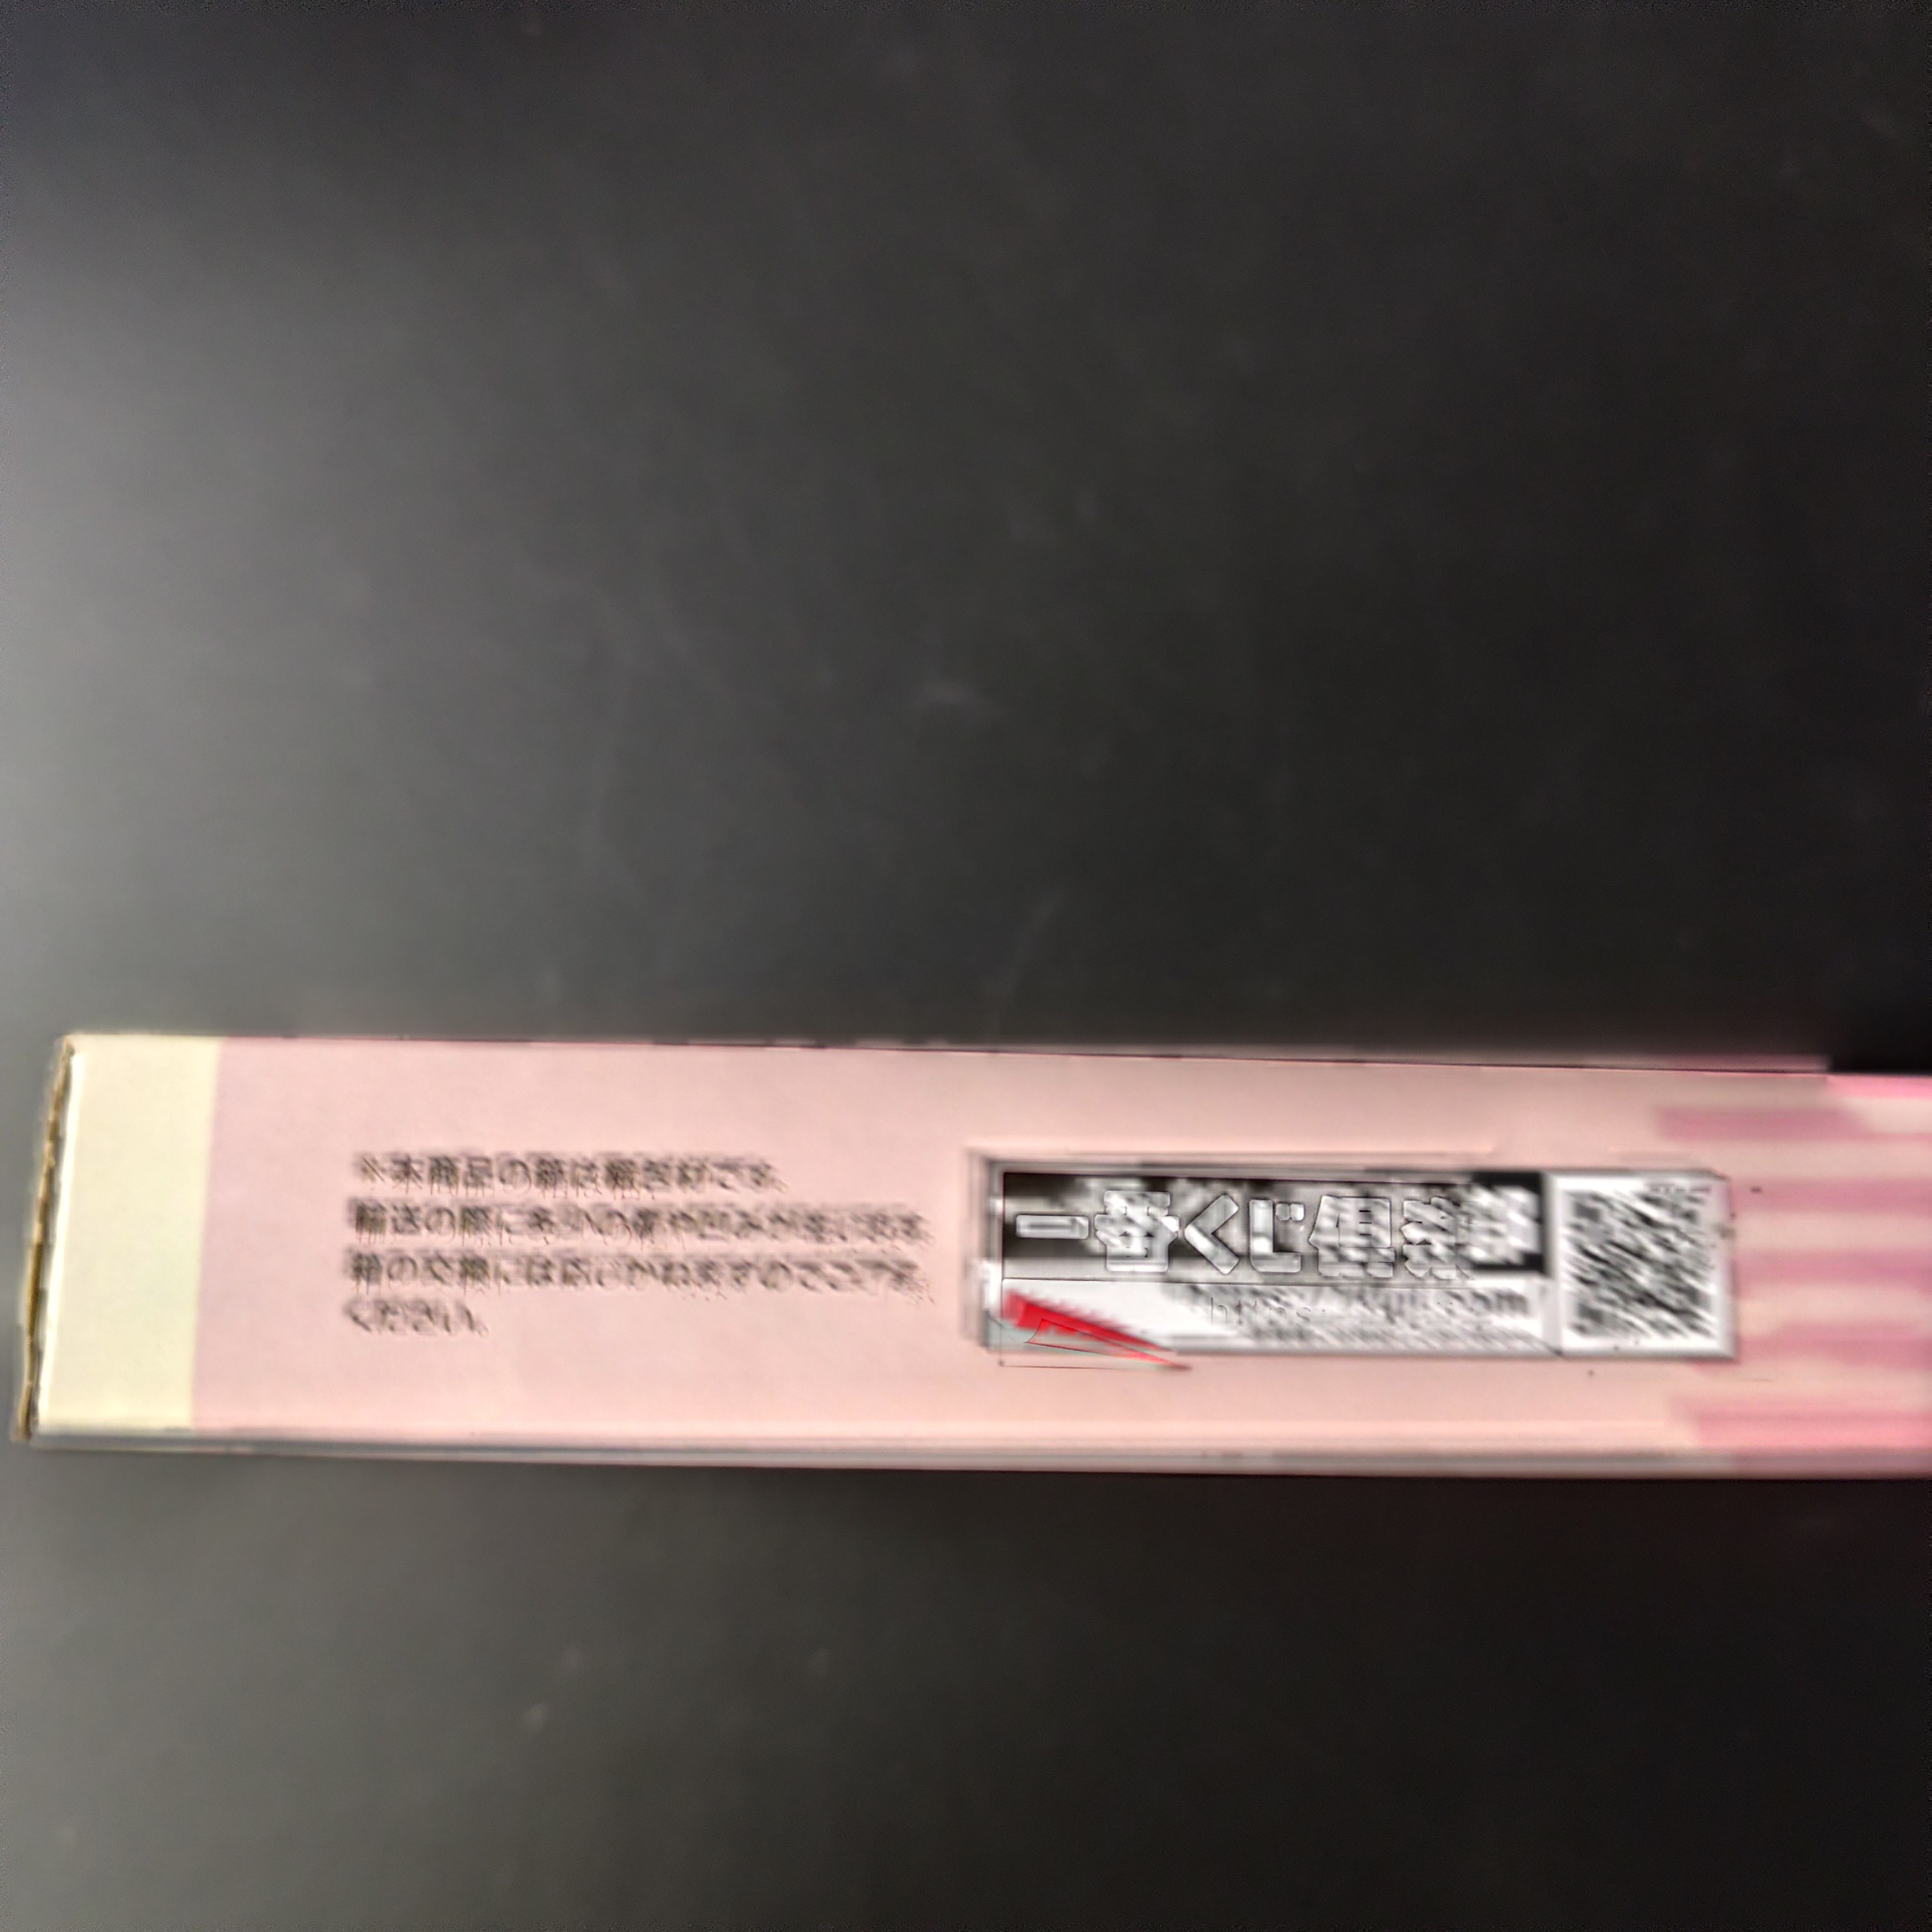 ※本商品の箱は梱包材です。
輸送の際に多少の傷や凹みが生じます。
箱の交換には応じかねますのでご了承
ください。
一番くじ倶楽部